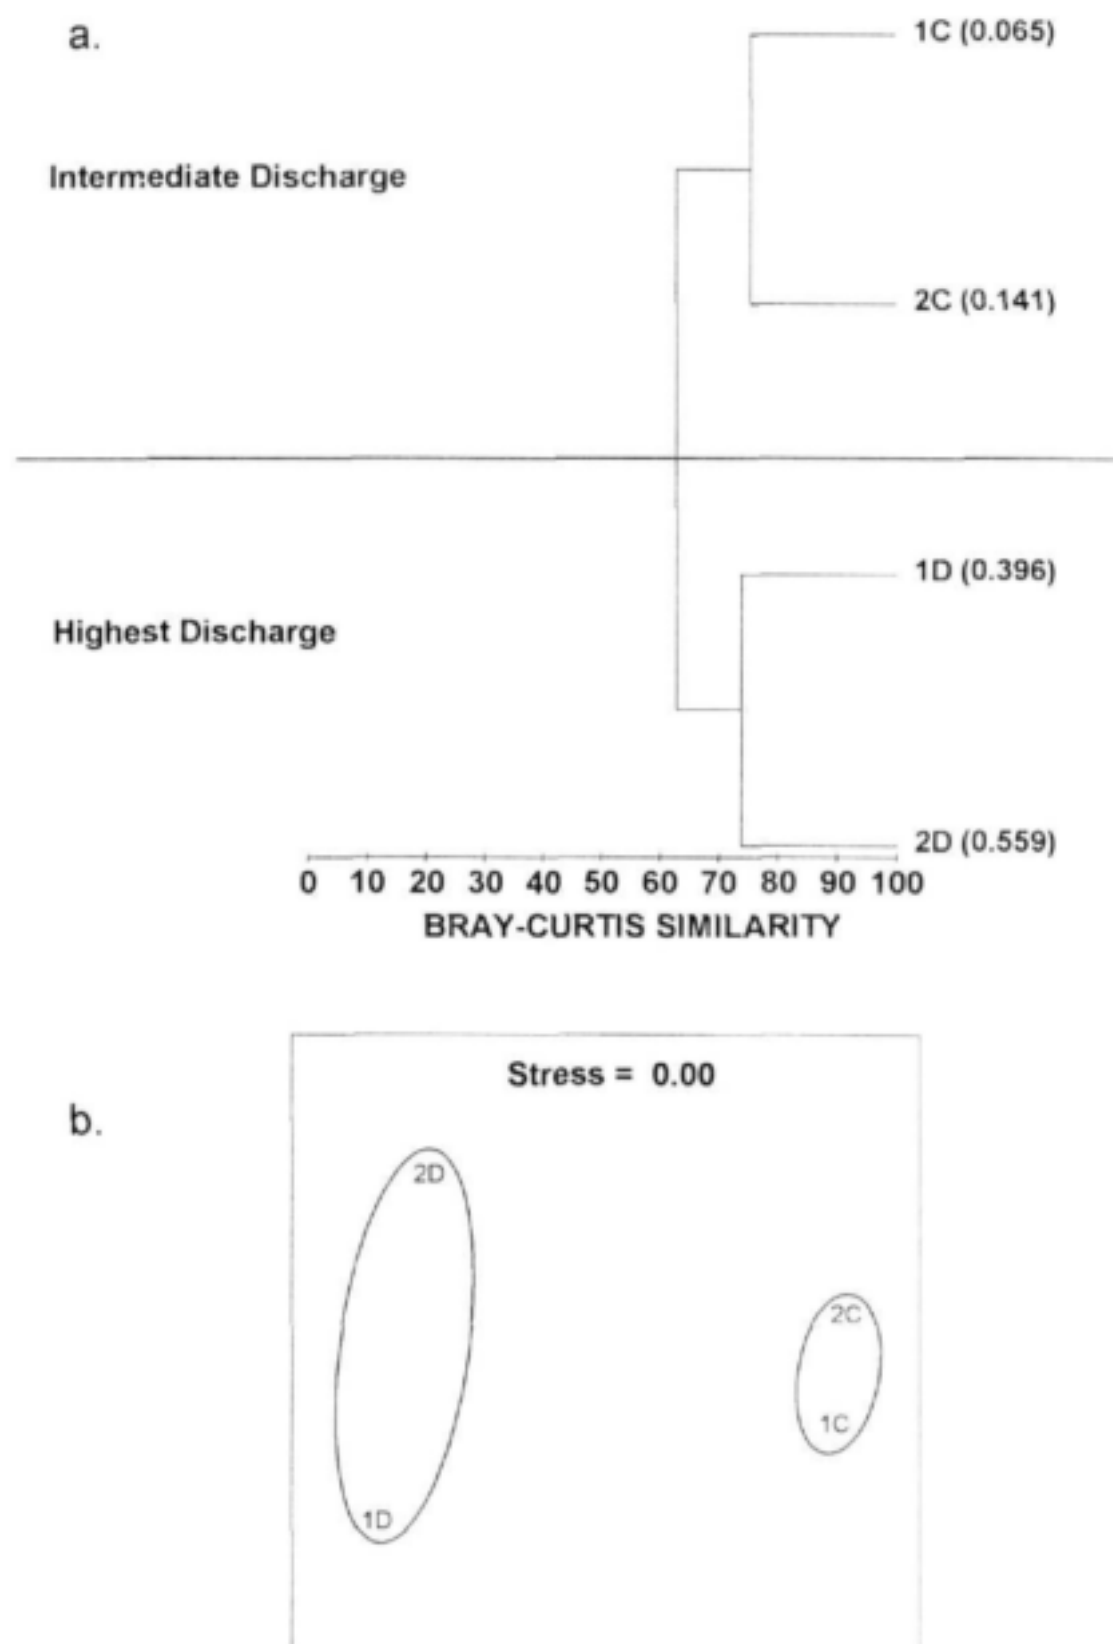 a.
1C (0.065)
Intermediate Discharge
2C (0.141)
1D (0.396)
Highest Discharge
2D (0.559)
0 10 20 30 40 50 60 70 80 90 100
BRAY-CURTIS SIMILARITY
Stress = 0.00
b.
2D
2C
1C
1D